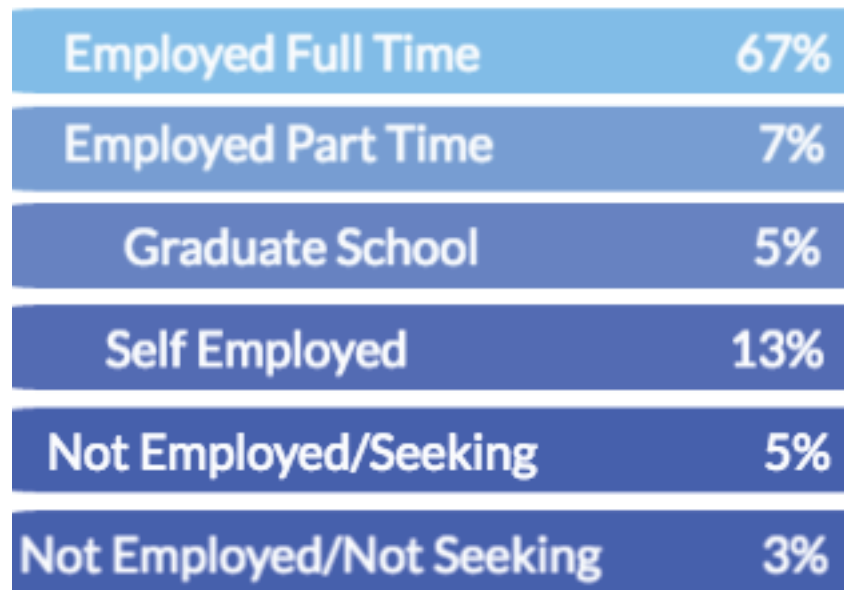 Employed Full Time 67%
Employed Part Time 7%
Graduate School 5%
Self Employed 13%
Not Employed/Seeking 5%
Not Employed/Not Seeking 3%